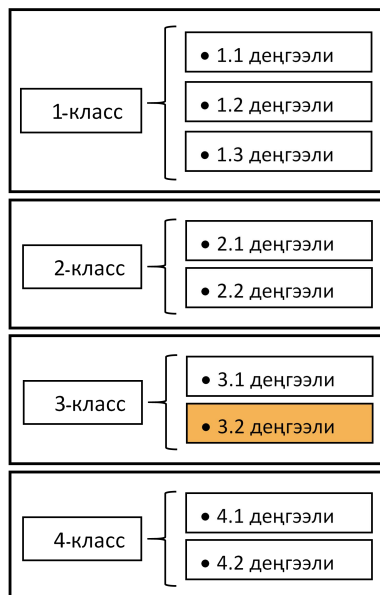 1-класс
• 1.1 деңгээли
• 1.2 деңгээли
• 1.3 деңгээли
2-класс
• 2.1 деңгээли
• 2.2 деңгээли
3-класс
• 3.1 деңгээли
• 3.2 деңгээли
4-класс
• 4.1 деңгээли
• 4.2 деңгээли